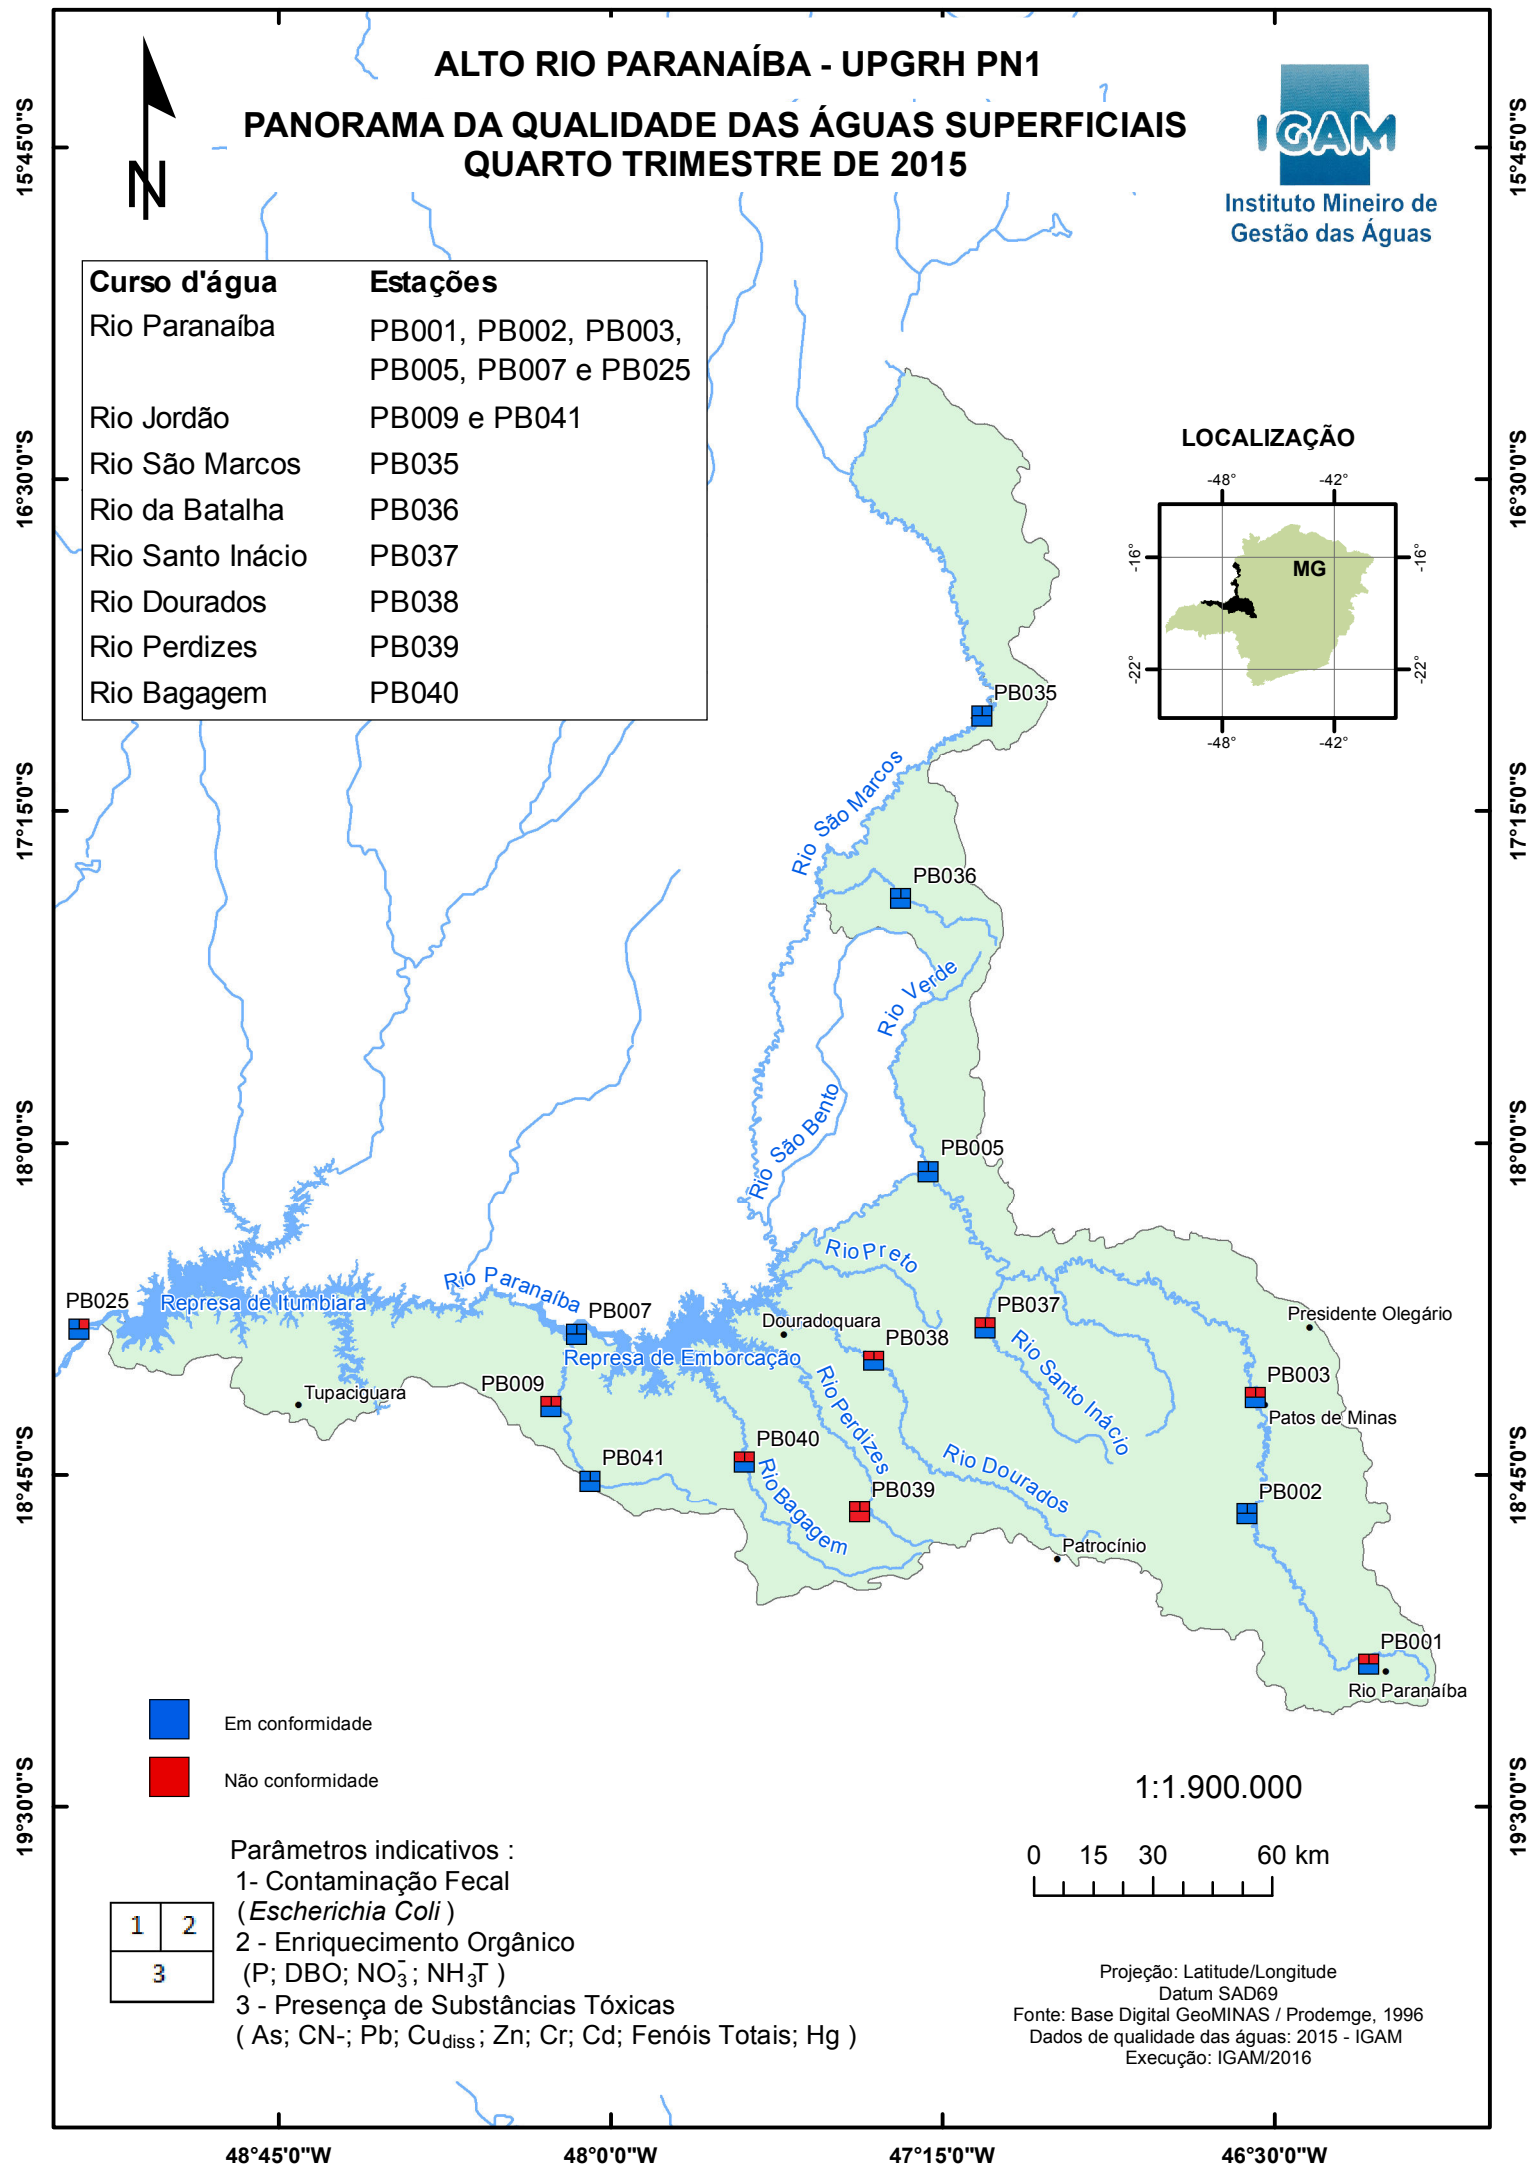 ALTO RIO PARANAÍBA - UPGRH PN1
PANORAMA DA QUALIDADE DAS ÁGUAS SUPERFICIAIS
QUARTO TRIMESTRE DE 2015
N
IGAM
Instituto Mineiro de
Gestão das Águas
Curso d'água Estações
Rio Paranaíba PB001, PB002, PB003,
PB005, PB007 e PB025
Rio Jordão PB009 e PB041
Rio São Marcos PB035
Rio da Batalha PB036
Rio Santo Inácio PB037
Rio Dourados PB038
Rio Perdizes PB039
Rio Bagagem PB040
LOCALIZAÇÃO
-48° -42°
-16° -16°
MG
-22° -22°
-48° -42°
15°45'0"S 15°45'0"S
16°30'0"S 16°30'0"S
17°15'0"S 17°15'0"S
18°0'0"S 18°0'0"S
18°45'0"S 18°45'0"S
19°30'0"S 19°30'0"S
PB035
Rio São Marcos
PB036
Rio Verde
Rio São Bento
PB005
Rio Preto
Rio Paranaíba
PB025
Represa de Itumbiara
PB007
Douradoquara
PB037
Presidente Olegário
PB038
Represa de Emborcação
Rio Santo Inácio
PB009
Tupaciguara
Rio Perdizes
PB003
Patos de Minas
PB041
PB040
Rio Dourados
PB039
PB002
Rio Bagagem
Patrocínio
PB001
Rio Paranaíba
Em conformidade
Não conformidade
1:1.900.000
0 15 30 60 km
Parâmetros indicativos :
1- Contaminação Fecal
(Escherichia Coli )
2 - Enriquecimento Orgânico
(P; DBO; NO₃⁻; NH₃T )
3 - Presença de Substâncias Tóxicas
( As; CN-; Pb; Cu diss; Zn; Cr; Cd; Fenóis Totais; Hg )
1 2
3
Projeção: Latitude/Longitude
Datum SAD69
Fonte: Base Digital GeoMINAS / Prodemge, 1996
Dados de qualidade das águas: 2015 - IGAM
Execução: IGAM/2016
48°45'0"W 48°0'0"W 47°15'0"W 46°30'0"W